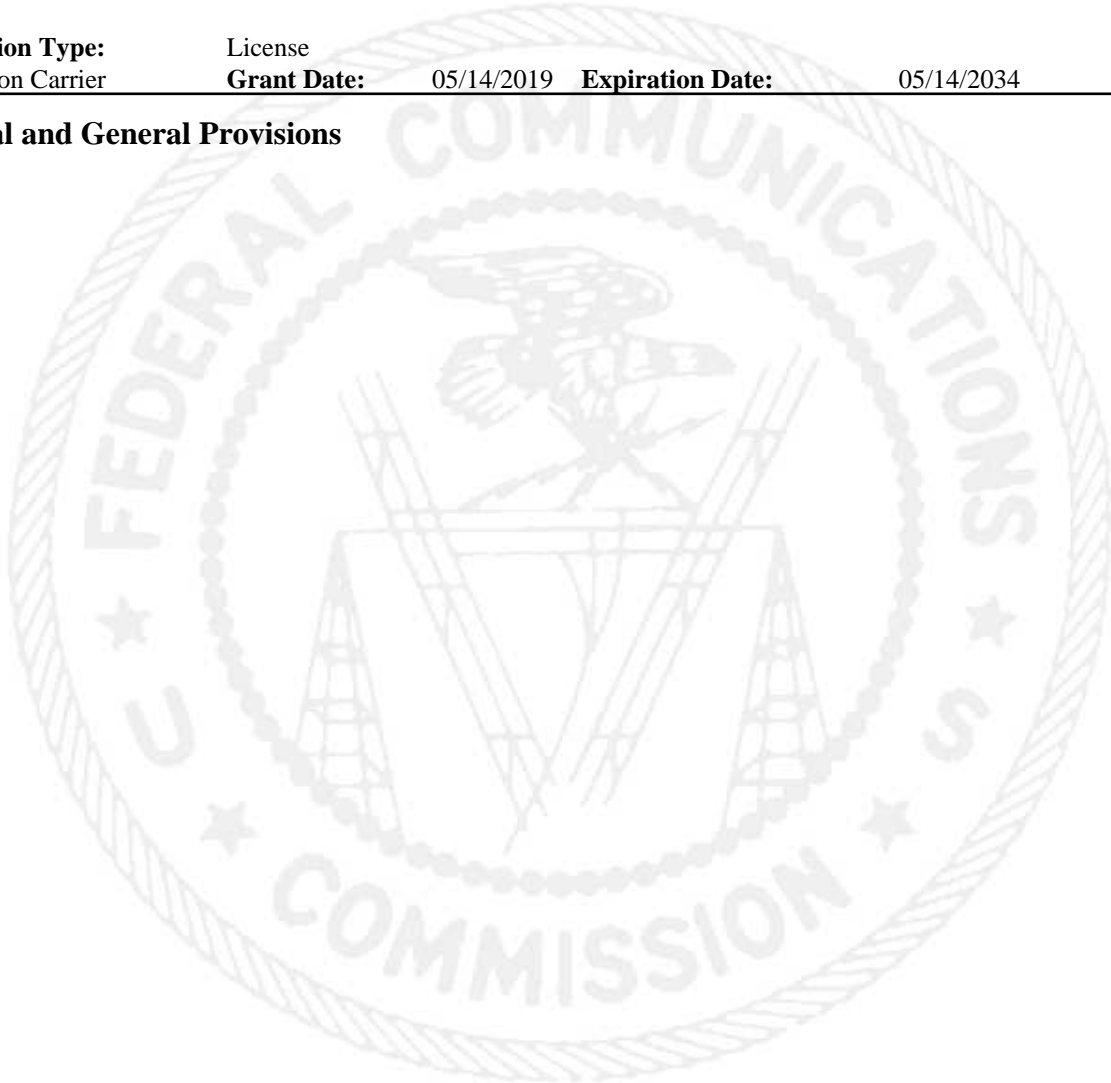 ion Type: License
on Carrier Grant Date: 05/14/2019 Expiration Date: 05/14/2034
al and General Provisions
FEDERAL COMMUNICATIONS
U S
COMMISSION